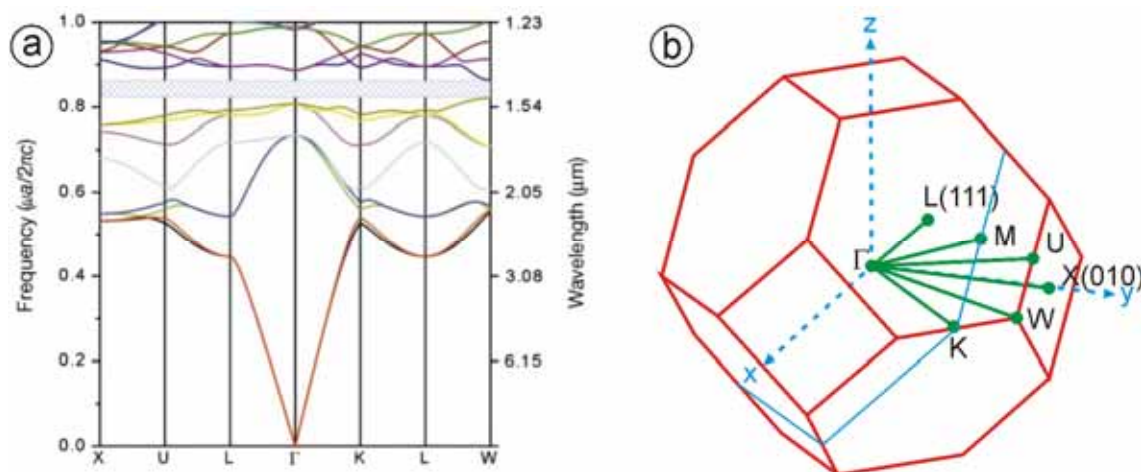 a
Frequency (μa/2πc)
1.0
0.8
0.6
0.4
0.2
0.0
X U L Γ K L W
1.23
1.54
2.05
3.08
6.15
Wavelength (μm)
b
z
L(111)
M
U
Γ
X(010)
y
W
K
x